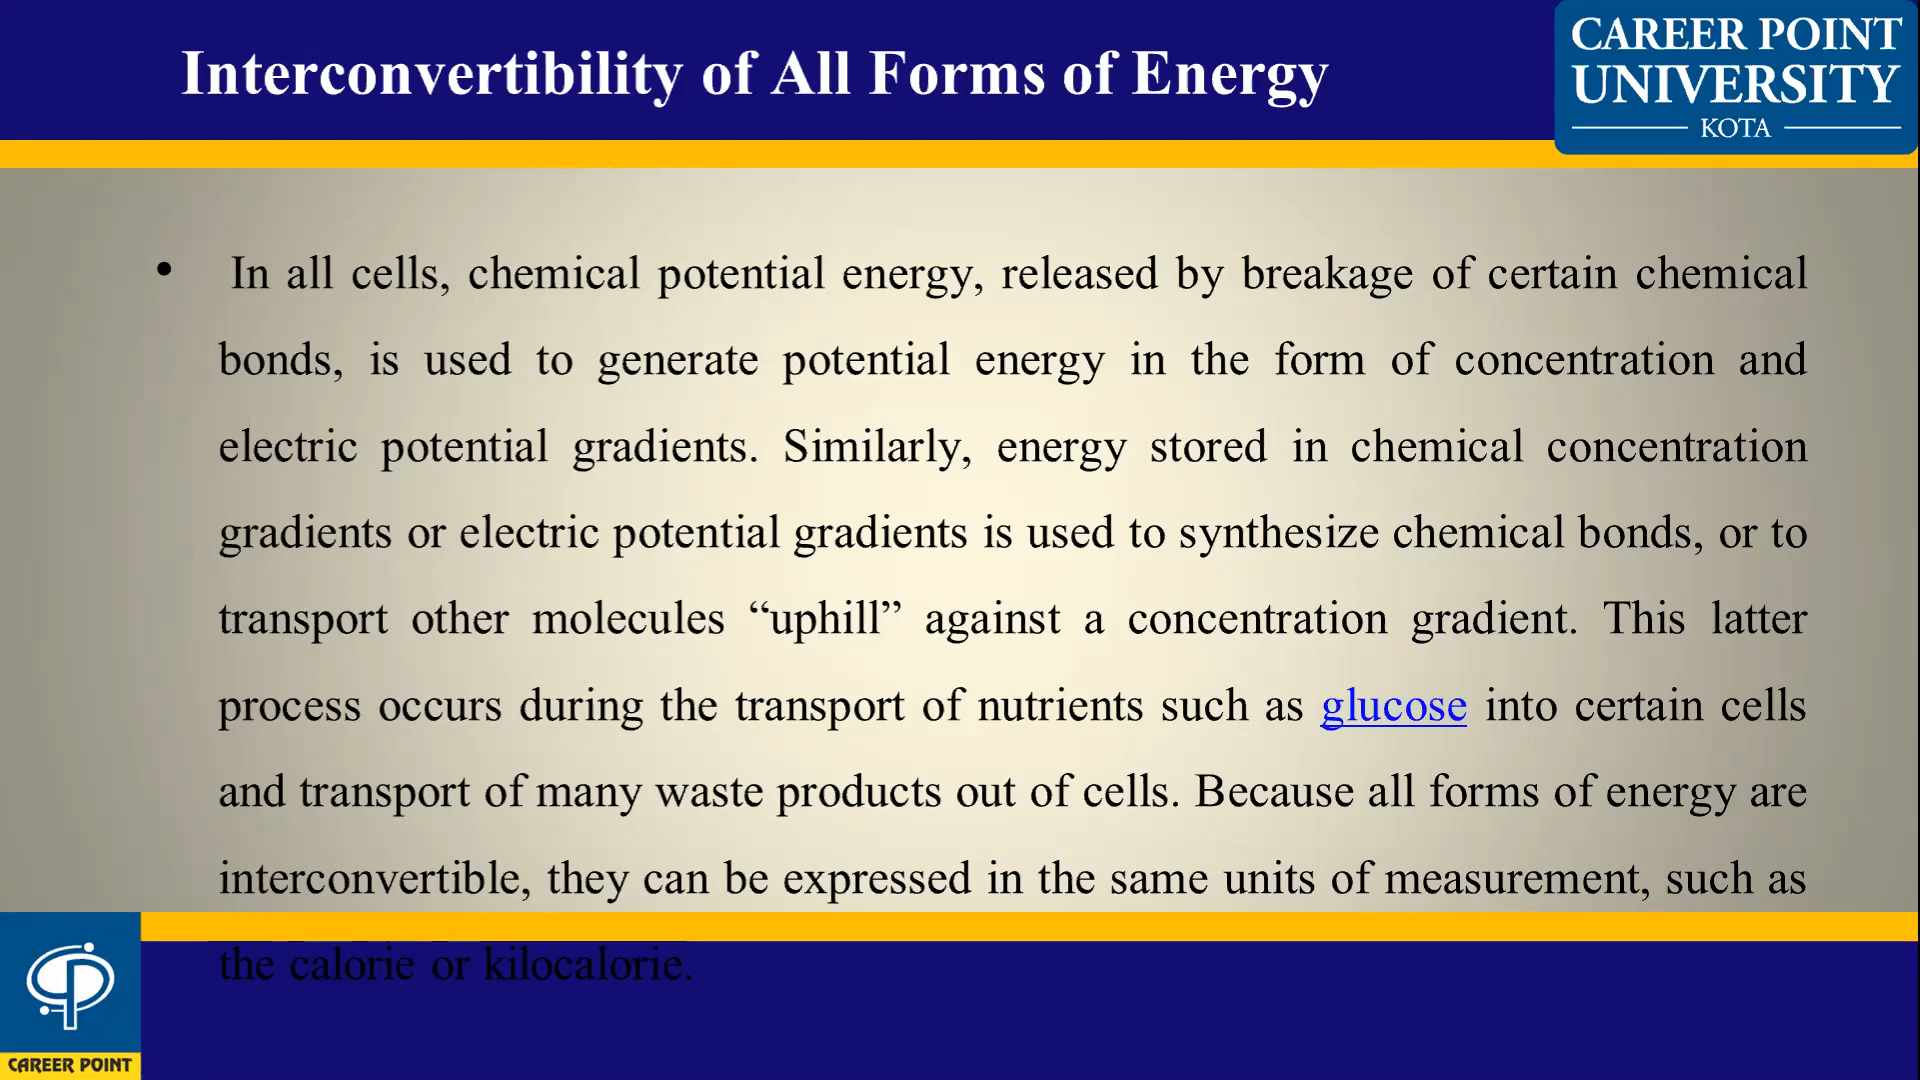 Interconvertibility of All Forms of Energy
CAREER POINT
UNIVERSITY
KOTA
• In all cells, chemical potential energy, released by breakage of certain chemical
bonds, is used to generate potential energy in the form of concentration and
electric potential gradients. Similarly, energy stored in chemical concentration
gradients or electric potential gradients is used to synthesize chemical bonds, or to
transport other molecules “uphill” against a concentration gradient. This latter
process occurs during the transport of nutrients such as glucose into certain cells
and transport of many waste products out of cells. Because all forms of energy are
interconvertible, they can be expressed in the same units of measurement, such as
the calorie or kilocalorie.
CAREER POINT